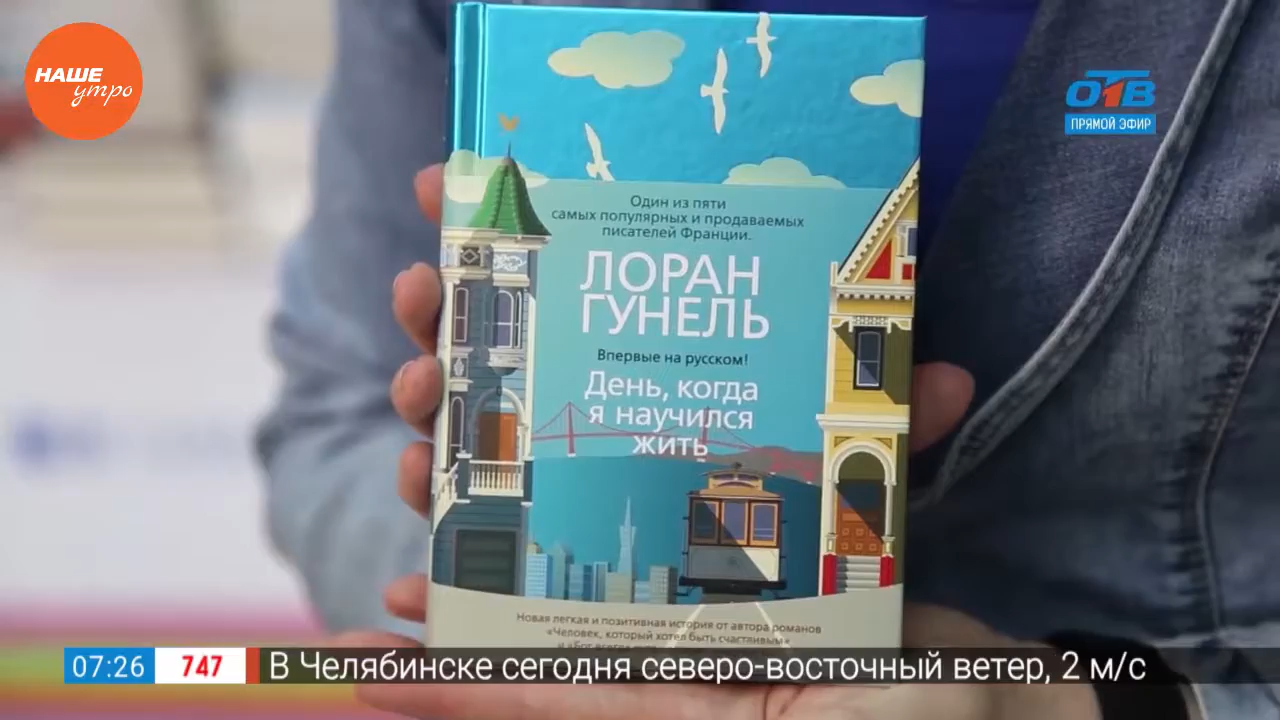 НАШЕ
утро
ОТВ
ПРЯМОЙ ЭФИР
Один из пяти
самых популярных и продаваемых
писателей Франции.
ЛОРАН
ГУНЕЛЬ
Впервые на русском!
День, когда
я научился
жить
Новая легкая и позитивная история от автора романов
«Человек, который хотел быть счастливым»
07:26
747
В Челябинске сегодня северо-восточный ветер, 2 м/с